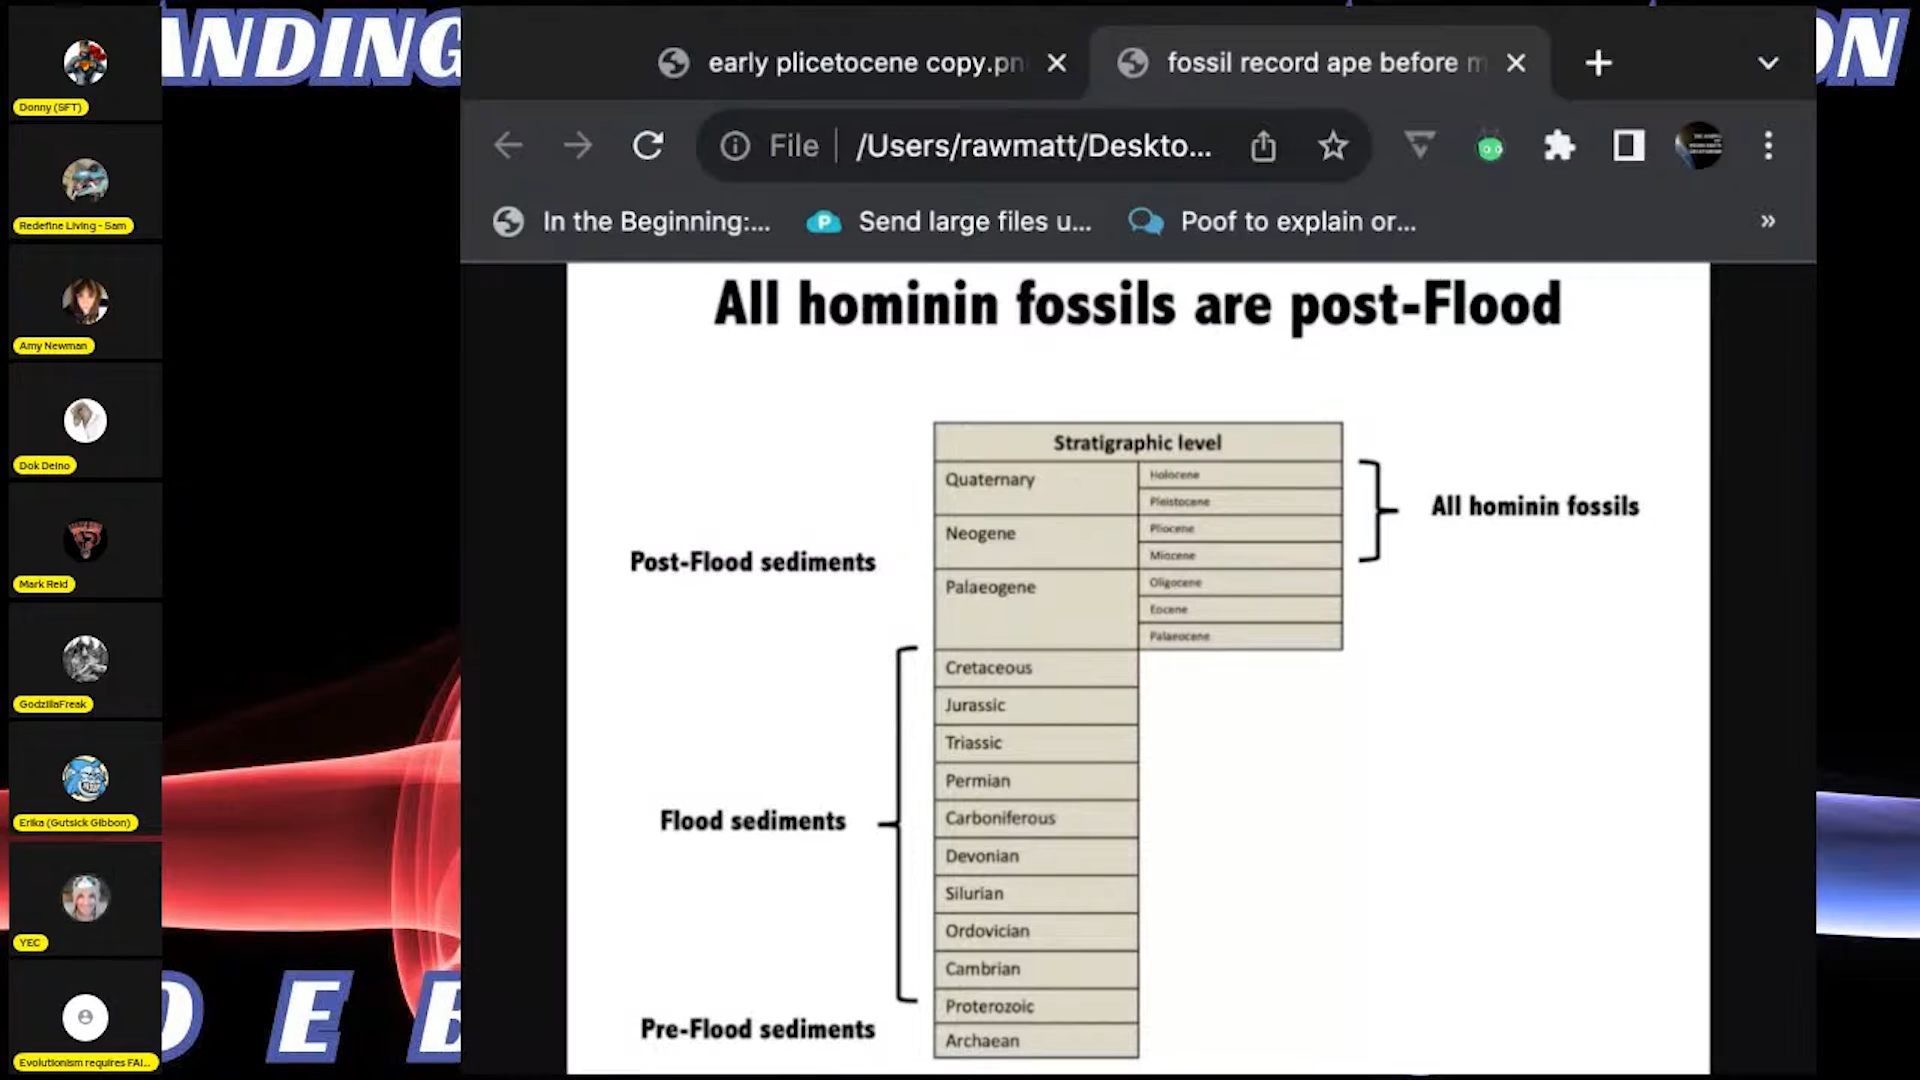 ANDING
ON
Donny (SFT)
Redefine Living - Sam
Amy Newman
Dok Deino
Mark Reid
GodzillaFreak
Erika (Gutsick Gibbon)
YEC
Evolutionism requires FAI...
D E B
early plicetocene copy.pn
fossil record ape before m
File
/Users/rawmatt/Deskto...
In the Beginning:...
Send large files u...
Poof to explain or...
»
All hominin fossils are post-Flood
Stratigraphic level
Quaternary
Holocene
Pleistocene
Neogene
Pliocene
Miocene
Palaeogene
Oligocene
Eocene
Palaeocene
Cretaceous
Jurassic
Triassic
Permian
Carboniferous
Devonian
Silurian
Ordovician
Cambrian
Proterozoic
Archaean
All hominin fossils
Post-Flood sediments
Flood sediments
Pre-Flood sediments